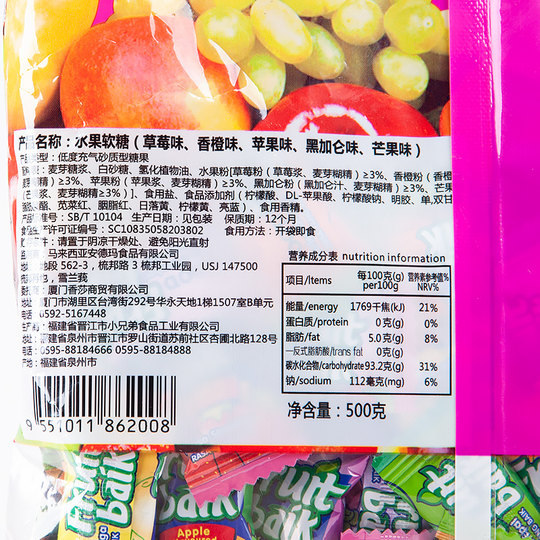 产品名称：水果软糖（草莓味、香橙味、苹果味、黑加仑味、芒果味）
产品类型：低度充气砂质型糖果
麦芽糖浆、白砂糖、氢化植物油、水果粉[草莓粉（草莓浆、麦芽糊精）≥3%、香橙粉（香橙
麦芽糊精）≥3%、苹果粉（苹果浆、麦芽糊精）≥3%、黑加仑粉（黑加仑汁、麦芽糊精）≥3%、芒果
（芒果浆、麦芽糊精≥3%）]、食用盐、食品添加剂（柠檬酸、DL-苹果酸、柠檬酸钠、明胶、单,双甘
酯、苋菜红、胭脂红、日落黄、柠檬黄、亮蓝）、食用香精。
产品标准号：SB/T 10104 生产日期：见包装 保质期：12个月
食品生产许可证编号：SC10835058203802 食用方法：开袋即食
贮存方法：请置于阴凉干燥处、避免阳光直射
监制商：马来西亚安德玛食品有限公司
地段 562-3，梳邦路 3 梳邦工业园，USJ 147500
，雪兰莪
厦门香莎商贸有限公司
厦门市湖里区台湾街292号华永天地1梯1507室B单元
0592-5167448
福建省晋江市小兄弟食品工业有限公司
福建省泉州市晋江市罗山街道苏前社区杏圃北路128号
0595-88184666 0595-88184888
产地：福建省泉州市
9 551011 862008
营养成分表 nutrition information
项目/Items 每100克(g) per100g 营养素参考值% NRV%
能量/energy 1769千焦(kJ) 21%
蛋白质/protein 0克(g) 0%
脂肪/fat 5.0克(g) 8%
—反式脂肪酸/trans fat 0克(g)
碳水化合物/carbohydrate 93.2克(g) 31%
钠/sodium 112毫克(mg) 6%
净含量：500克
fruit
baik
Apple
fruit
baik